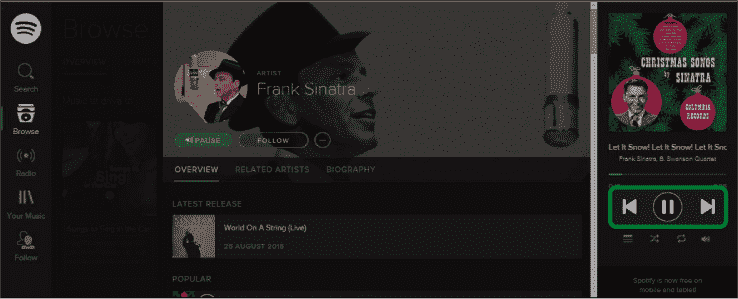 Browse
Search
Browse
Radio
Your Music
Follow
ARTIST
Frank Sinatra
PAUSE
FOLLOW
OVERVIEW
RELATED ARTISTS
BIOGRAPHY
LATEST RELEASE
World On A String (Live)
26 AUGUST 2016
POPULAR
CHRISTMAS SONGS
by SINATRA
COLUMBIA
RECORDS
Let It Snow! Let It Snow! Let It Snc
Frank Sinatra, B. Swanson Quartet
Spotify is now free on
mobile and tablet!